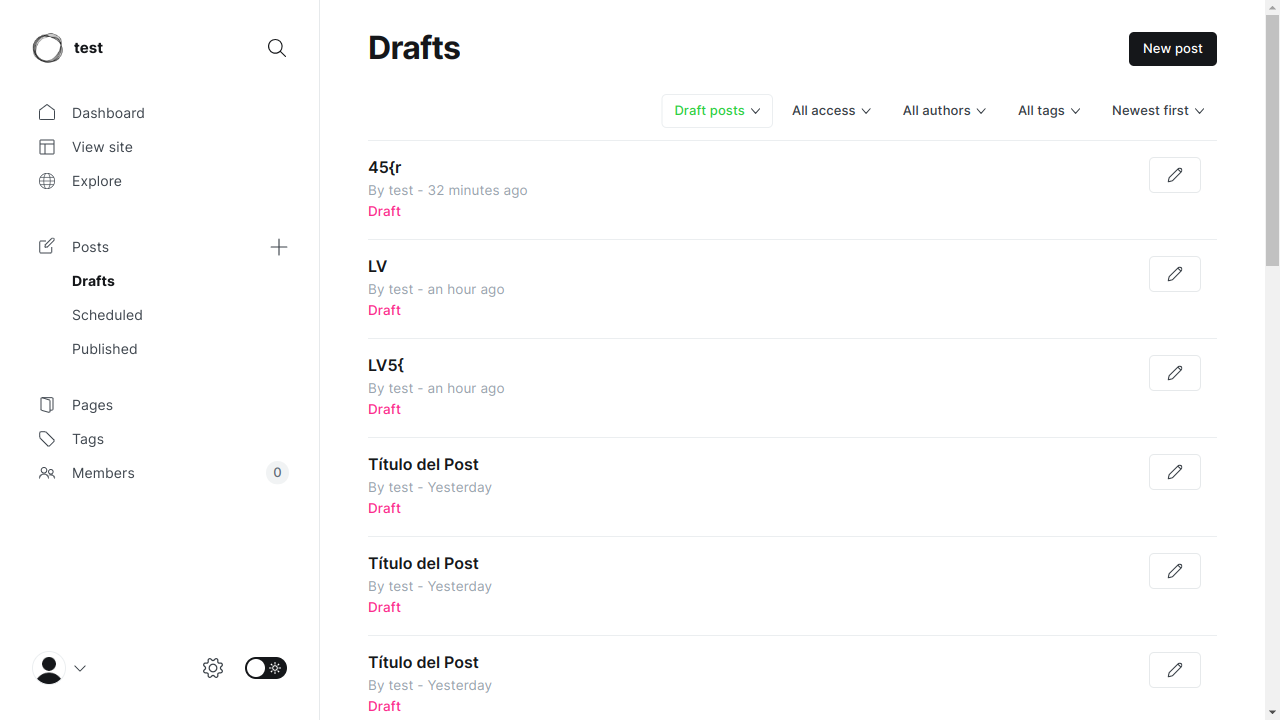 test
Dashboard
View site
Explore
Posts
Drafts
Scheduled
Published
Pages
Tags
Members 0
Drafts
New post
Draft posts All access All authors All tags Newest first
45{r
By test - 32 minutes ago
Draft
LV
By test - an hour ago
Draft
LV5{
By test - an hour ago
Draft
Título del Post
By test - Yesterday
Draft
Título del Post
By test - Yesterday
Draft
Título del Post
By test - Yesterday
Draft